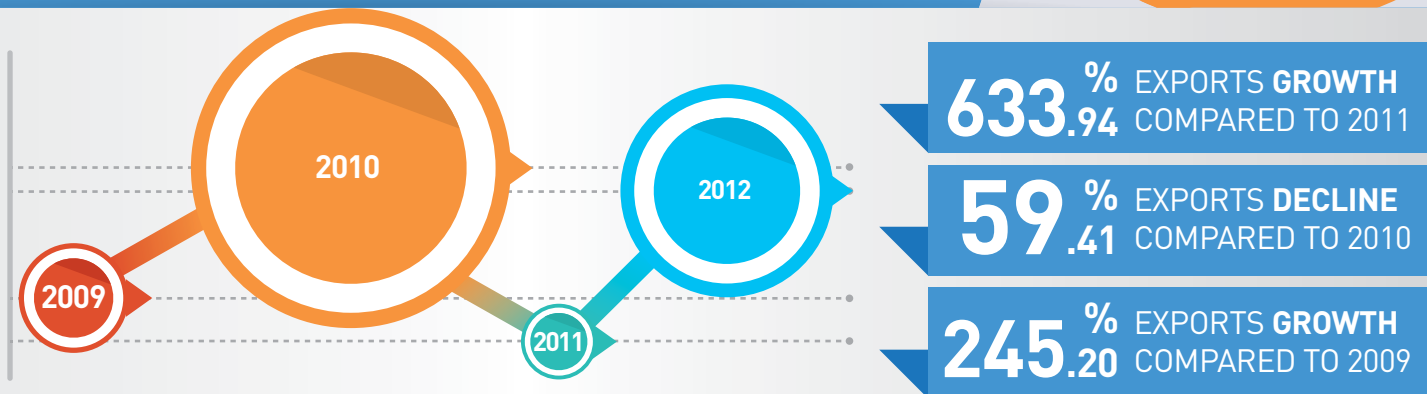 2009
2010
2011
2012
633.94% EXPORTS GROWTH
COMPARED TO 2011
59.41% EXPORTS DECLINE
COMPARED TO 2010
245.20% EXPORTS GROWTH
COMPARED TO 2009